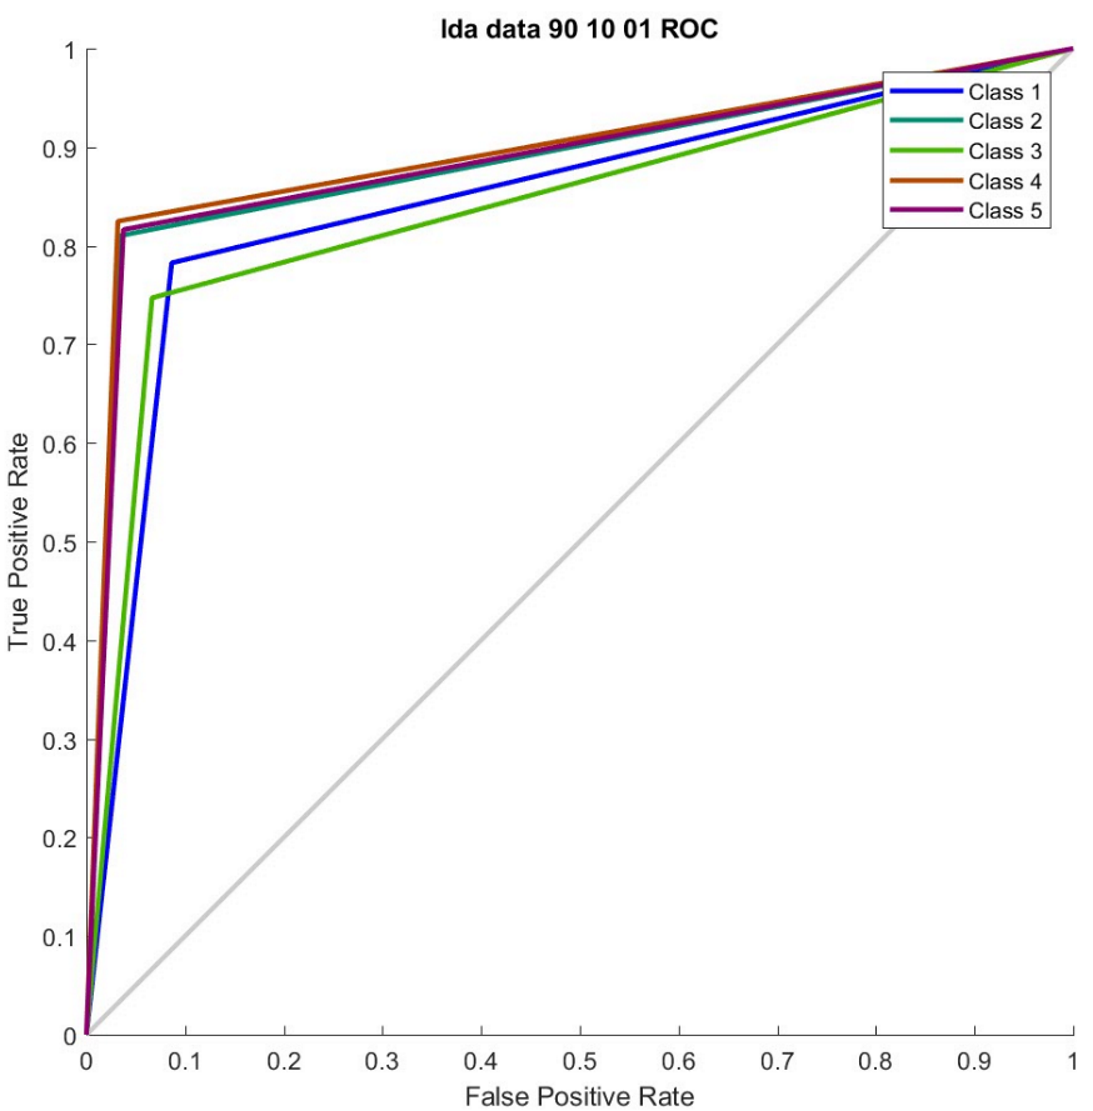 lda data 90 10 01 ROC
1
0.9
0.8
0.7
0.6
0.5
0.4
0.3
0.2
0.1
0
True Positive Rate
Class 1
Class 2
Class 3
Class 4
Class 5
0 0.1 0.2 0.3 0.4 0.5 0.6 0.7 0.8 0.9 1
False Positive Rate